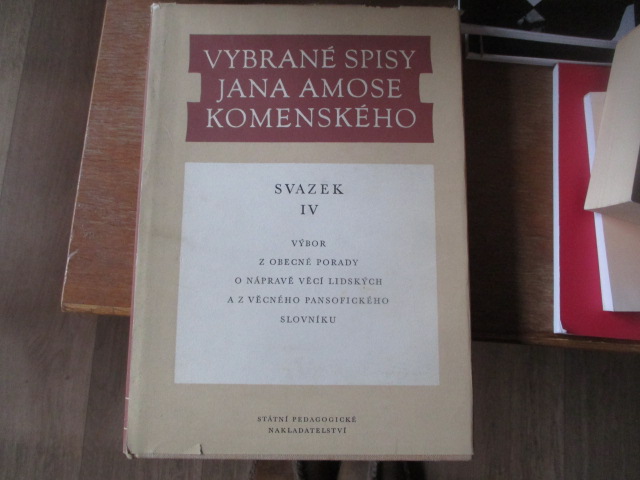 VYBRANÉ SPISY
JANA AMOSE
KOMENSKÉHO
SVAZEK
IV
VÝBOR
Z OBECNÉ PORADY
O NÁPRAVĚ VĚCÍ LIDSKÝCH
A Z VĚCNÉHO PANSOFICKÉHO
SLOVNÍKU
STÁTNÍ PEDAGOGICKÉ
NAKLADATELSTVÍ